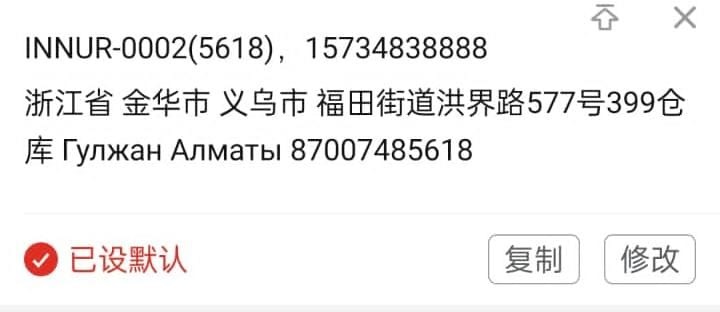 INNUR-0002(5618)，15734838888
浙江省 金华市 义乌市 福田街道洪界路577号399仓
库 Гулжан Алматы 87007485618
已设默认
复制
修改